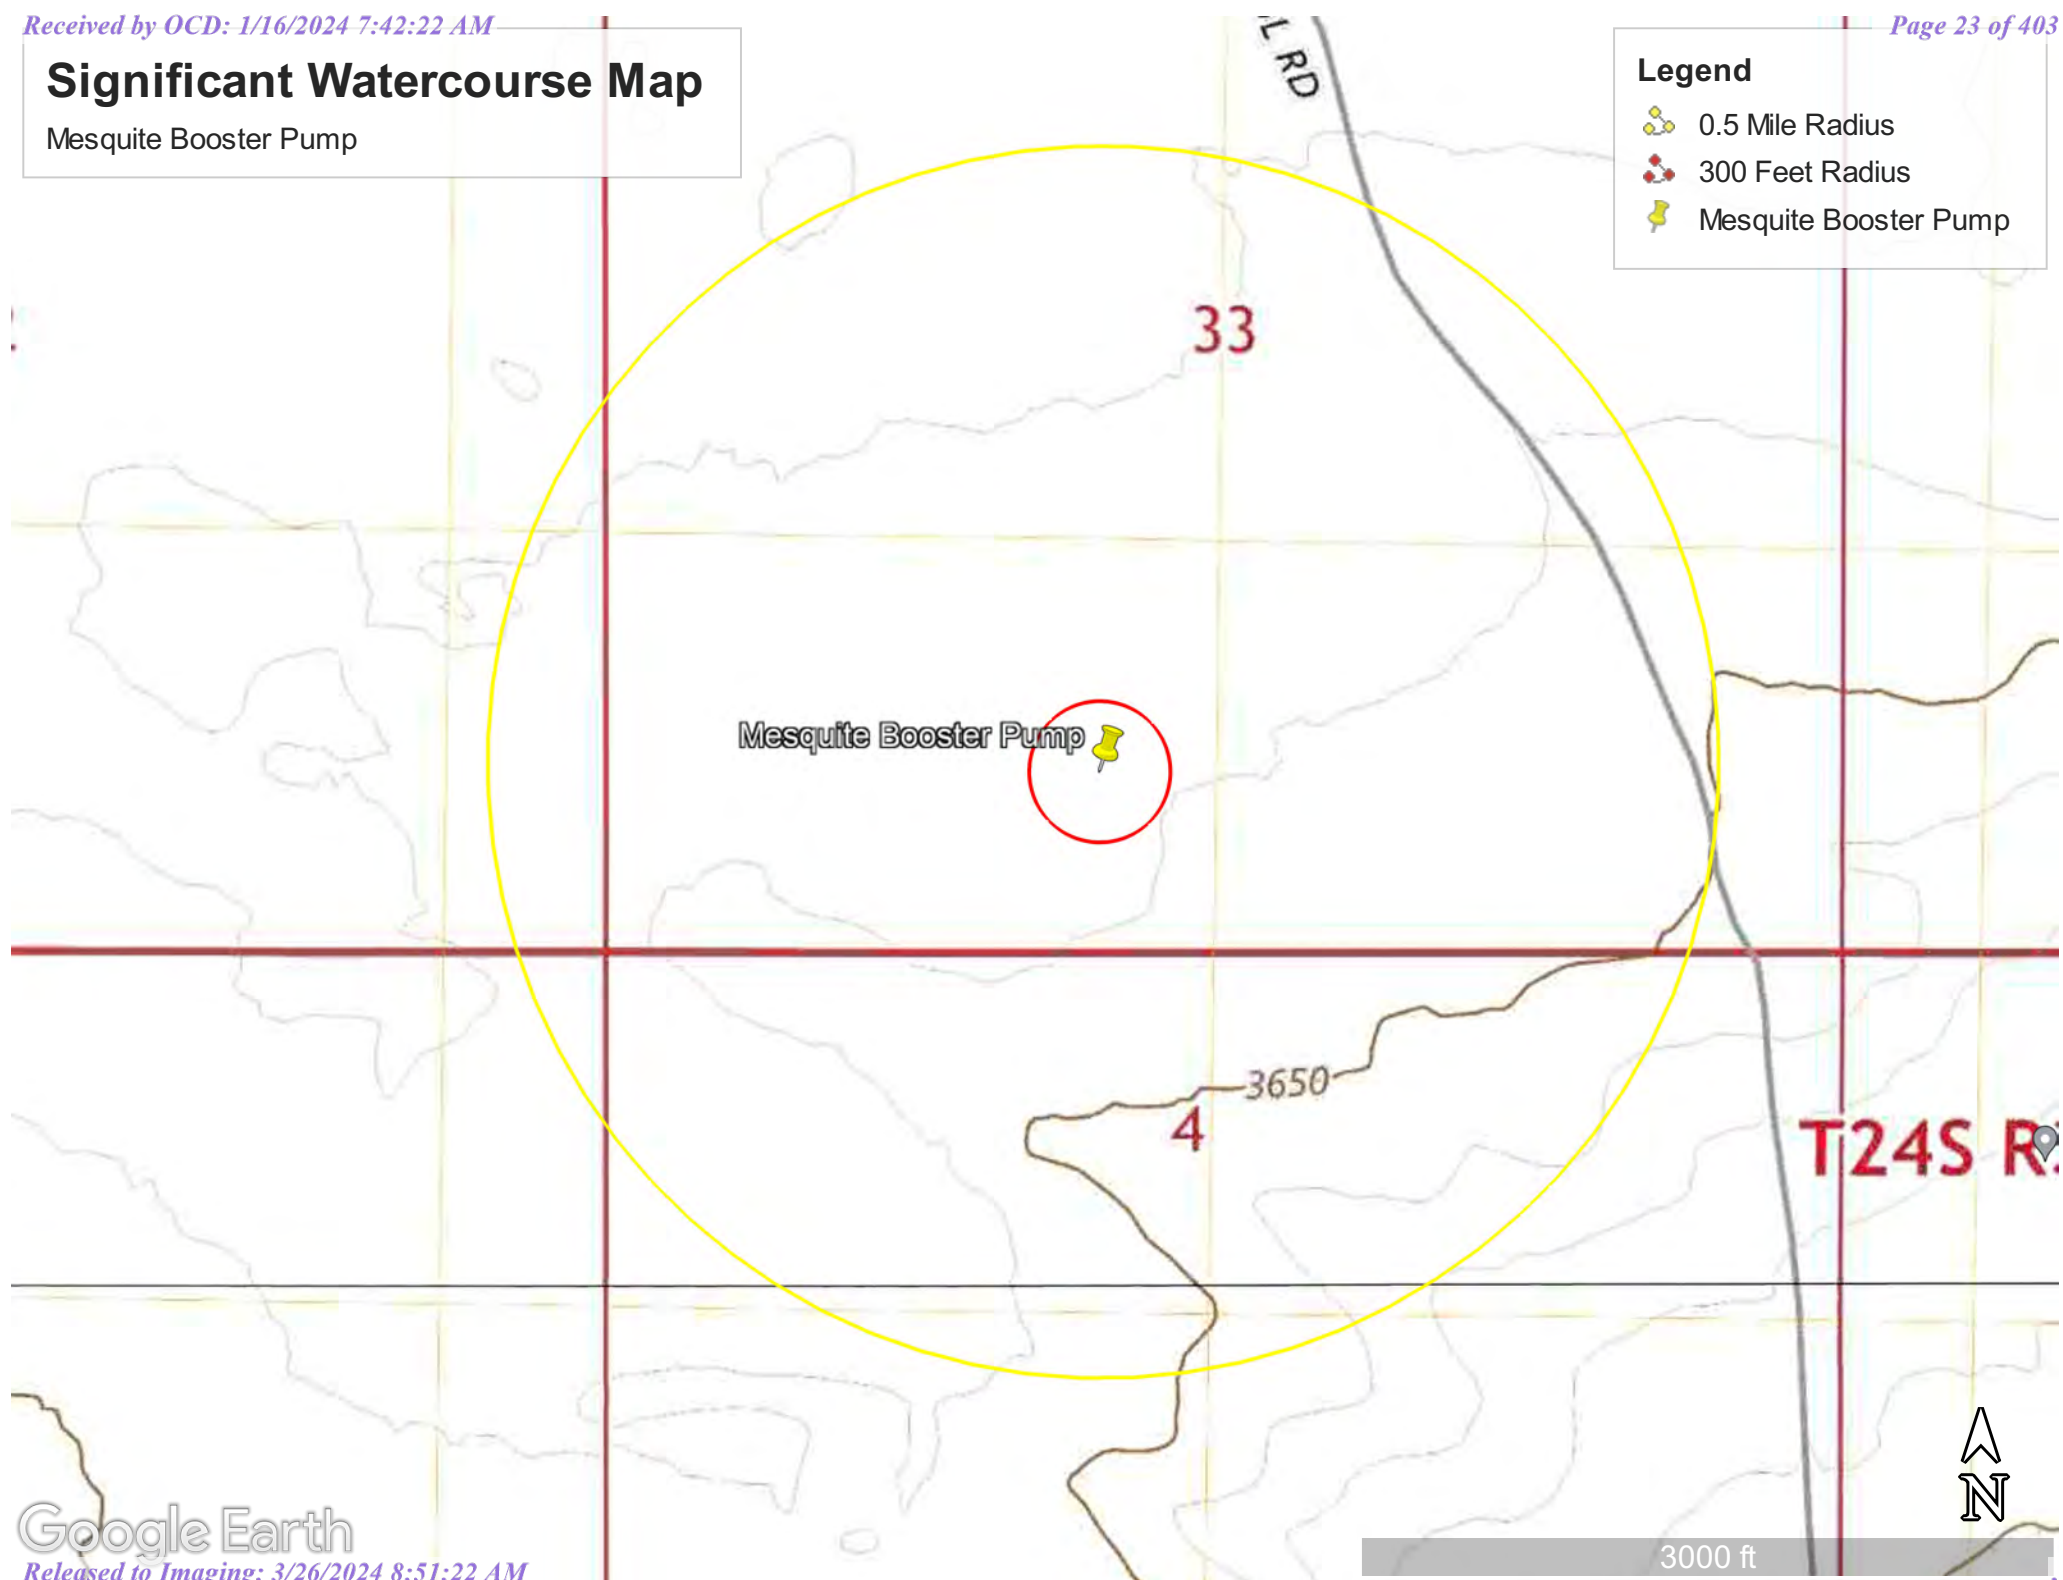 Received by OCD: 1/16/2024 7:42:22 AM
Page 23 of 403
Significant Watercourse Map
Mesquite Booster Pump
Legend
0.5 Mile Radius
300 Feet Radius
Mesquite Booster Pump
RD
33
Mesquite Booster Pump
3650
4
T24S
Google Earth
N
3000 ft
Released to Imaging: 3/26/2024 8:51:22 AM